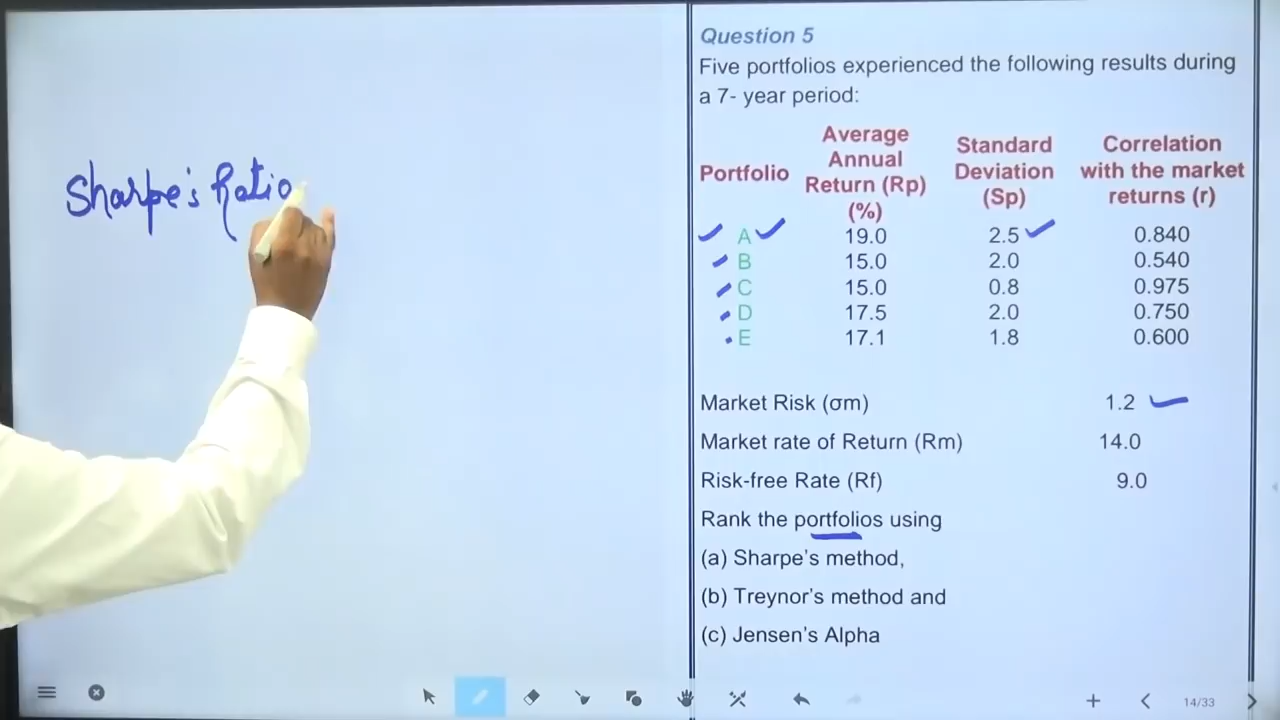 Sharpe's Ratio
Question 5
Five portfolios experienced the following results during
a 7- year period:
Portfolio Average Annual Return (Rp) (%) Standard Deviation (Sp) Correlation with the market returns (r)
A 19.0 2.5 0.840
B 15.0 2.0 0.540
C 15.0 0.8 0.975
D 17.5 2.0 0.750
E 17.1 1.8 0.600
Market Risk (σm) 1.2
Market rate of Return (Rm) 14.0
Risk-free Rate (Rf) 9.0
Rank the portfolios using
(a) Sharpe's method,
(b) Treynor's method and
(c) Jensen's Alpha
14/33